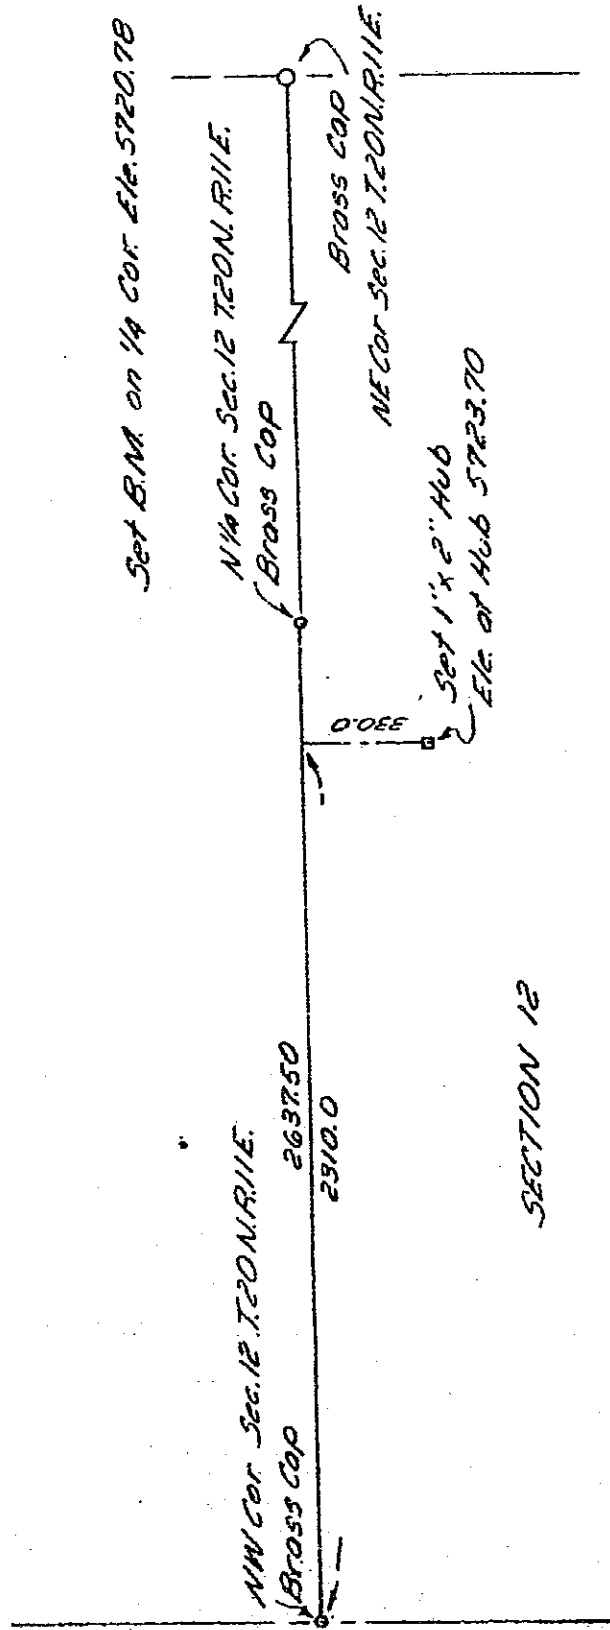 Set B.M. on 1/4 Cor. Ele. 5720.78
N 1/4 Cor. Sec. 12 T.20N. R.11E.
Brass Cap
Brass Cap
NE Cor Sec. 12 T.20N.R.11E.
330.0
Set 1" x 2" Hub
Ele. at Hub 5723.70
NW Cor. Sec. 12 T.20N.R.11E.
Brass Cap
2637.50
2310.0
SECTION 12